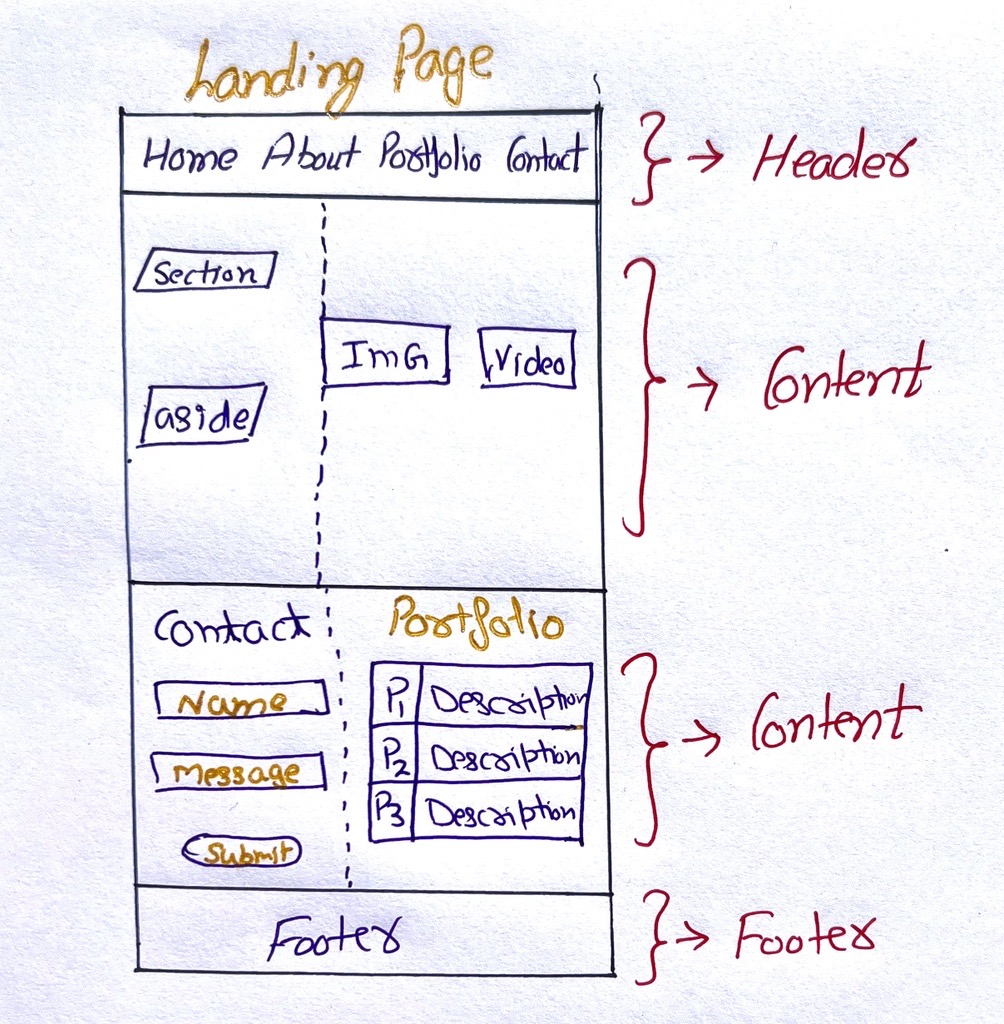 Landing Page
Home About Portfolio Contact
Header
Section
ImG Video
Content
aside
Contact
Portfolio
Name
P1 Description
Content
Message
P2 Description
P3 Description
Submit
Footer
Footer